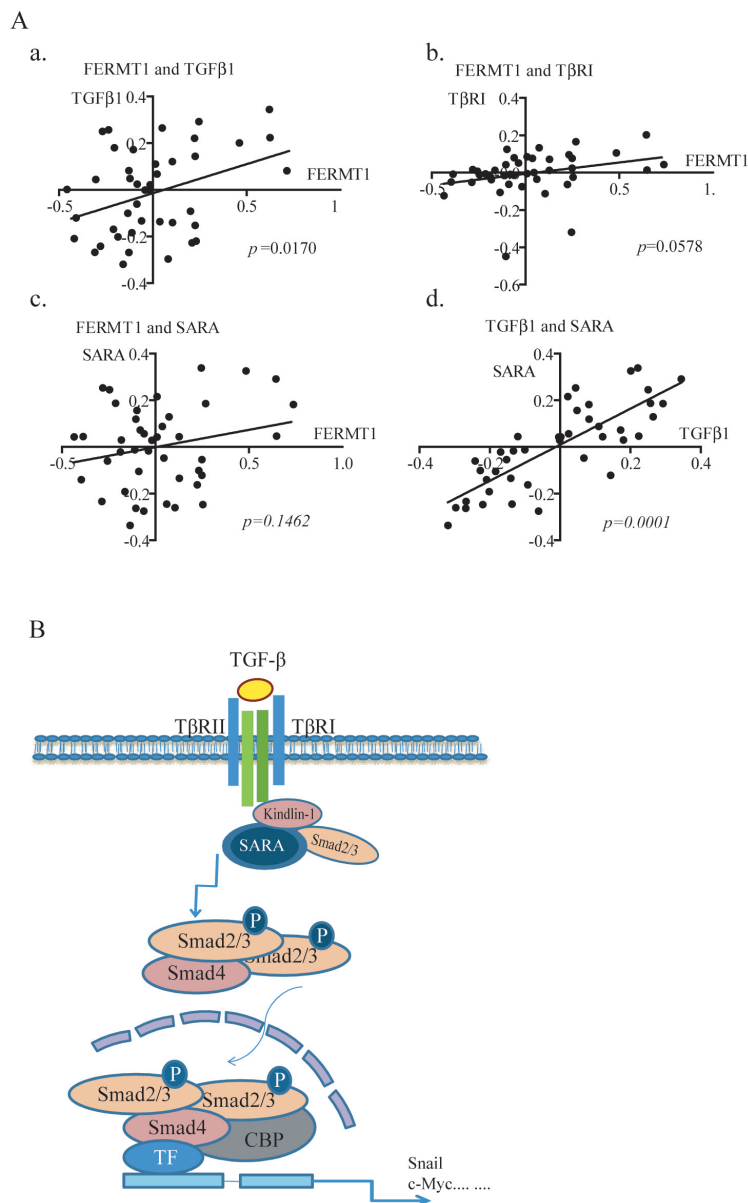 A
a.
FERMT1 and TGFβ1
TGFβ1
0.4
0.2
FERMT1
-0.5
0.5
1
-0.2
-0.4
p=0.0170
b.
FERMT1 and TβRI
TβRI
0.4
0.2
FERMT1
0.0
-0.5
0.5
1.
-0.2
-0.4
-0.6
p=0.0578
c.
FERMT1 and SARA
SARA
0.4
0.2
FERMT1
-0.5
0.5
1.0
-0.2
-0.4
p=0.1462
d.
TGFβ1 and SARA
SARA
0.4
0.2
TGFβ1
-0.4
-0.2
0.2
0.4
-0.2
-0.4
p=0.0001
B
TGF-β
TβRII
TβRI
Kindlin-1
SARA
Smad2/3
P
P
Smad2/3
Smad2/3
Smad4
P
P
Smad2/3
Smad2/3
Smad4
CBP
TF
Snail
c-Myc.... ....